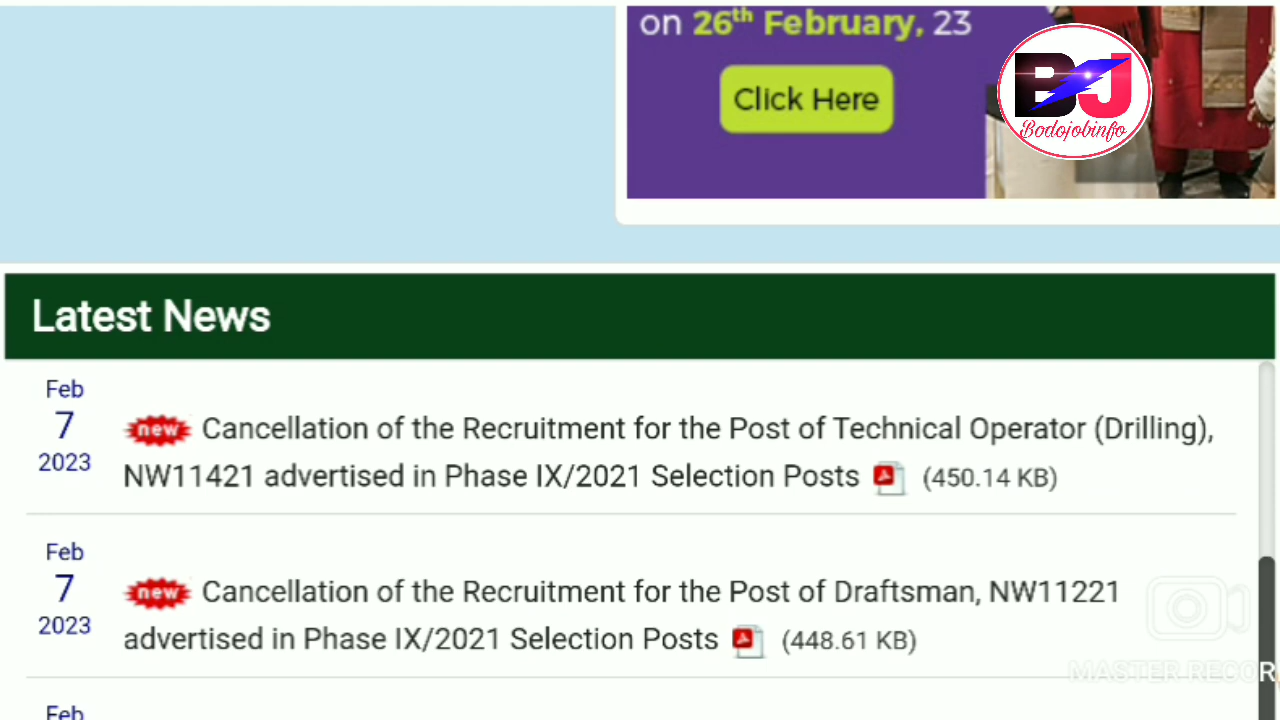 on 26th February, 23
Click Here
BJ
Bodojobinfo
Latest News
Feb
7
2023
new Cancellation of the Recruitment for the Post of Technical Operator (Drilling),
NW11421 advertised in Phase IX/2021 Selection Posts (450.14 KB)
Feb
7
2023
new Cancellation of the Recruitment for the Post of Draftsman, NW11221
advertised in Phase IX/2021 Selection Posts (448.61 KB)
MASTER RECOR
Feb